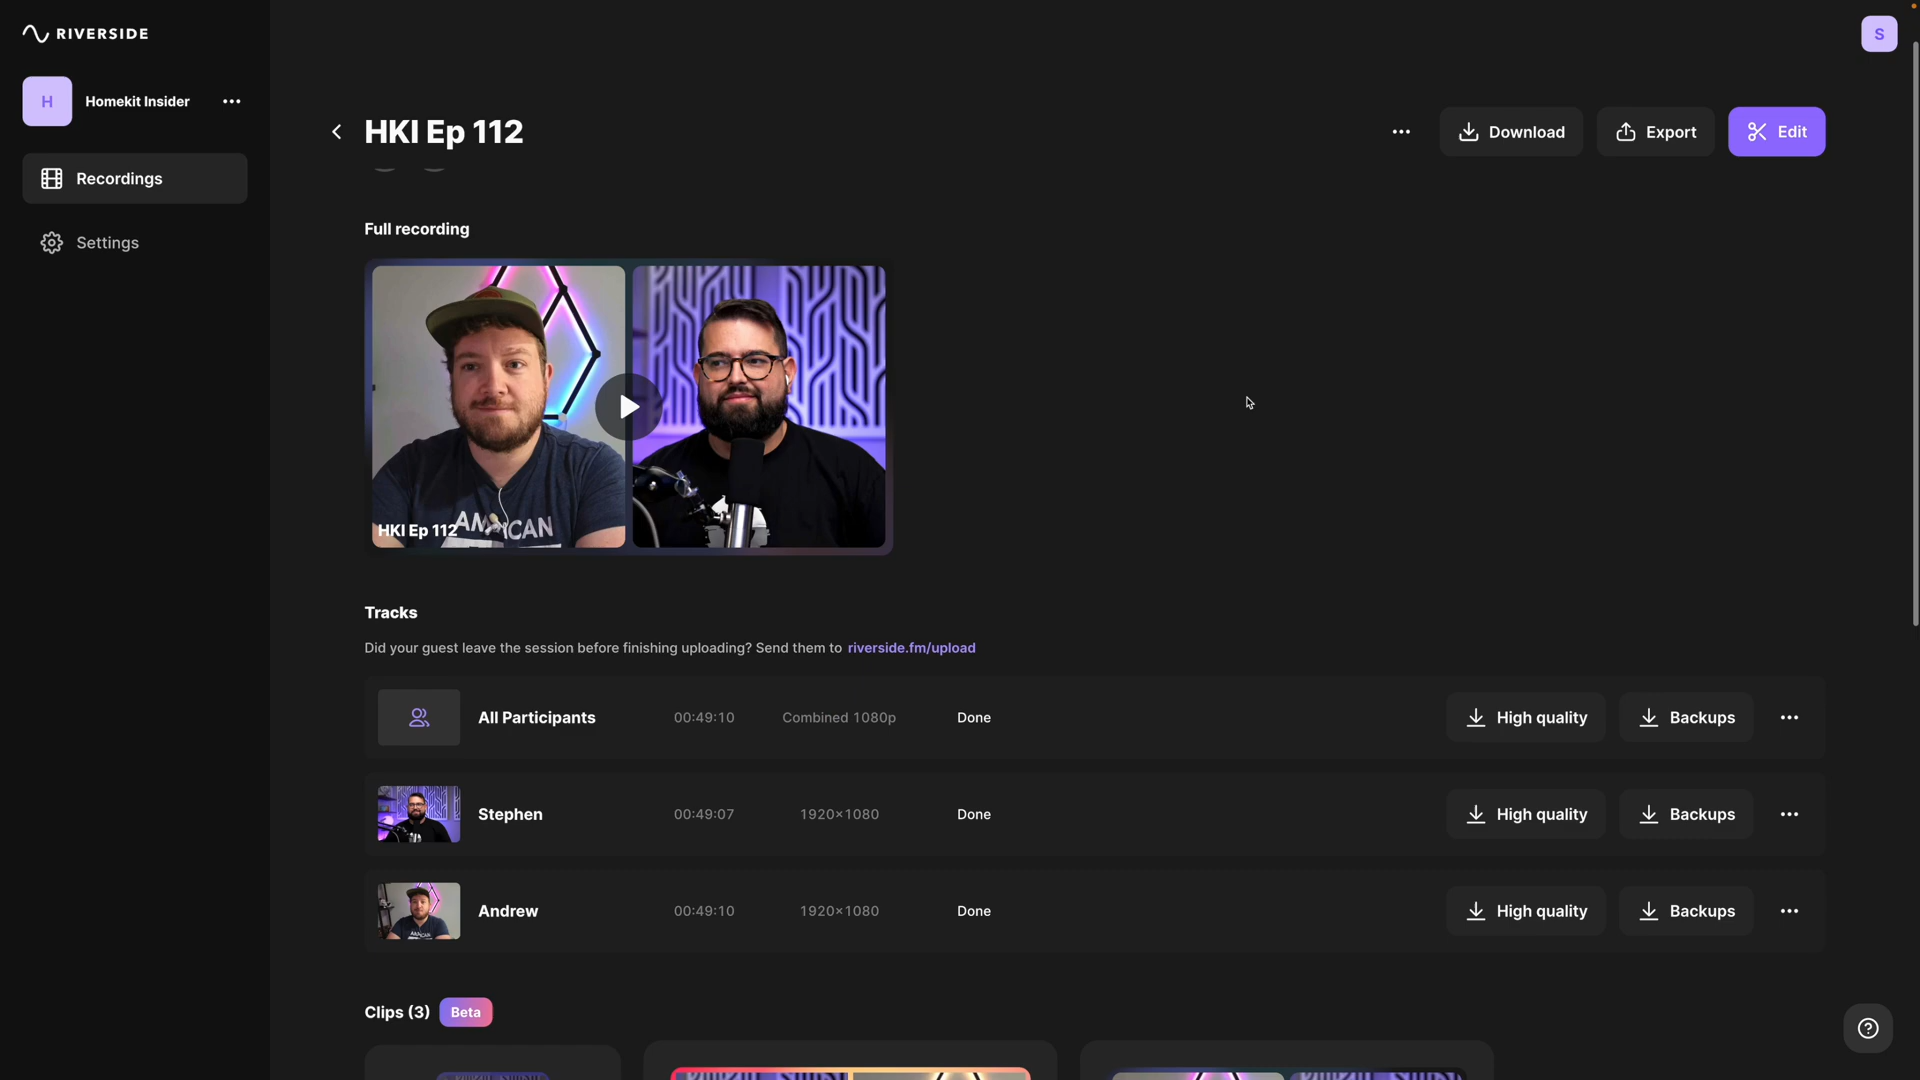 RIVERSIDE
S
H
Homekit Insider
Recordings
Settings
HKI Ep 112
Download
Export
Edit
Full recording
HKI Ep 112
Tracks
Did your guest leave the session before finishing uploading? Send them to riverside.fm/upload
All Participants 00:49:10 Combined 1080p Done High quality Backups
Stephen 00:49:07 1920×1080 Done High quality Backups
Andrew 00:49:10 1920×1080 Done High quality Backups
Clips (3) Beta